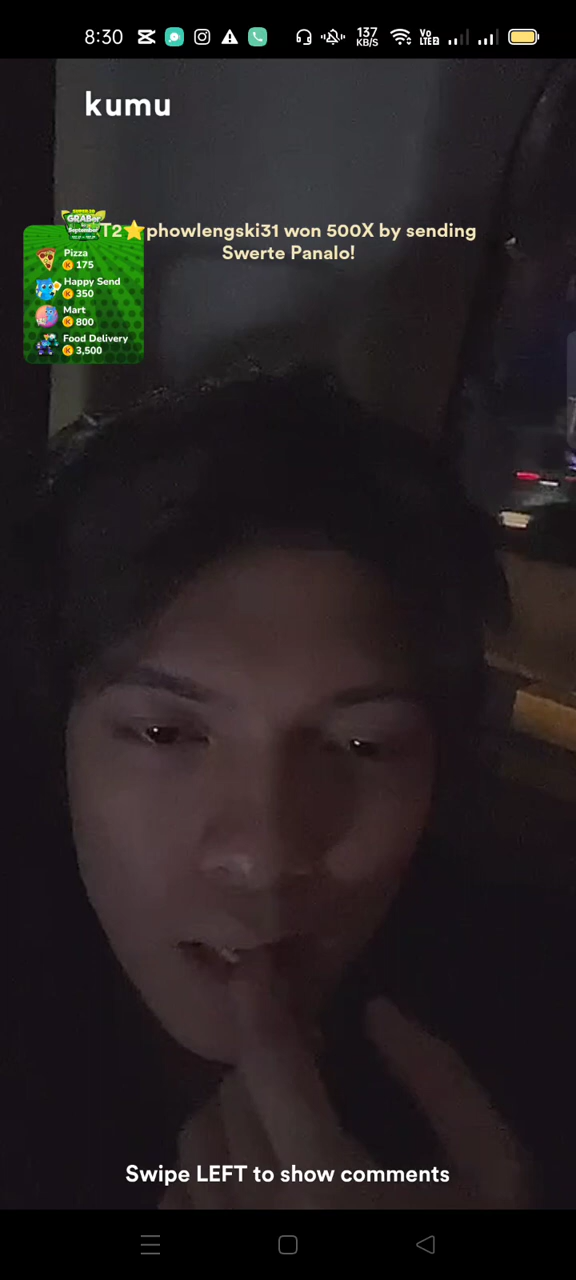 8:30
137
KB/S
Vo
LTE 2
kumu
GRABer
September
T2⭐phowlengski31 won 500X by sending
Swerte Panalo!
Pizza
K 175
Happy Send
K 350
Mart
K 800
Food Delivery
K 3,500
Swipe LEFT to show comments